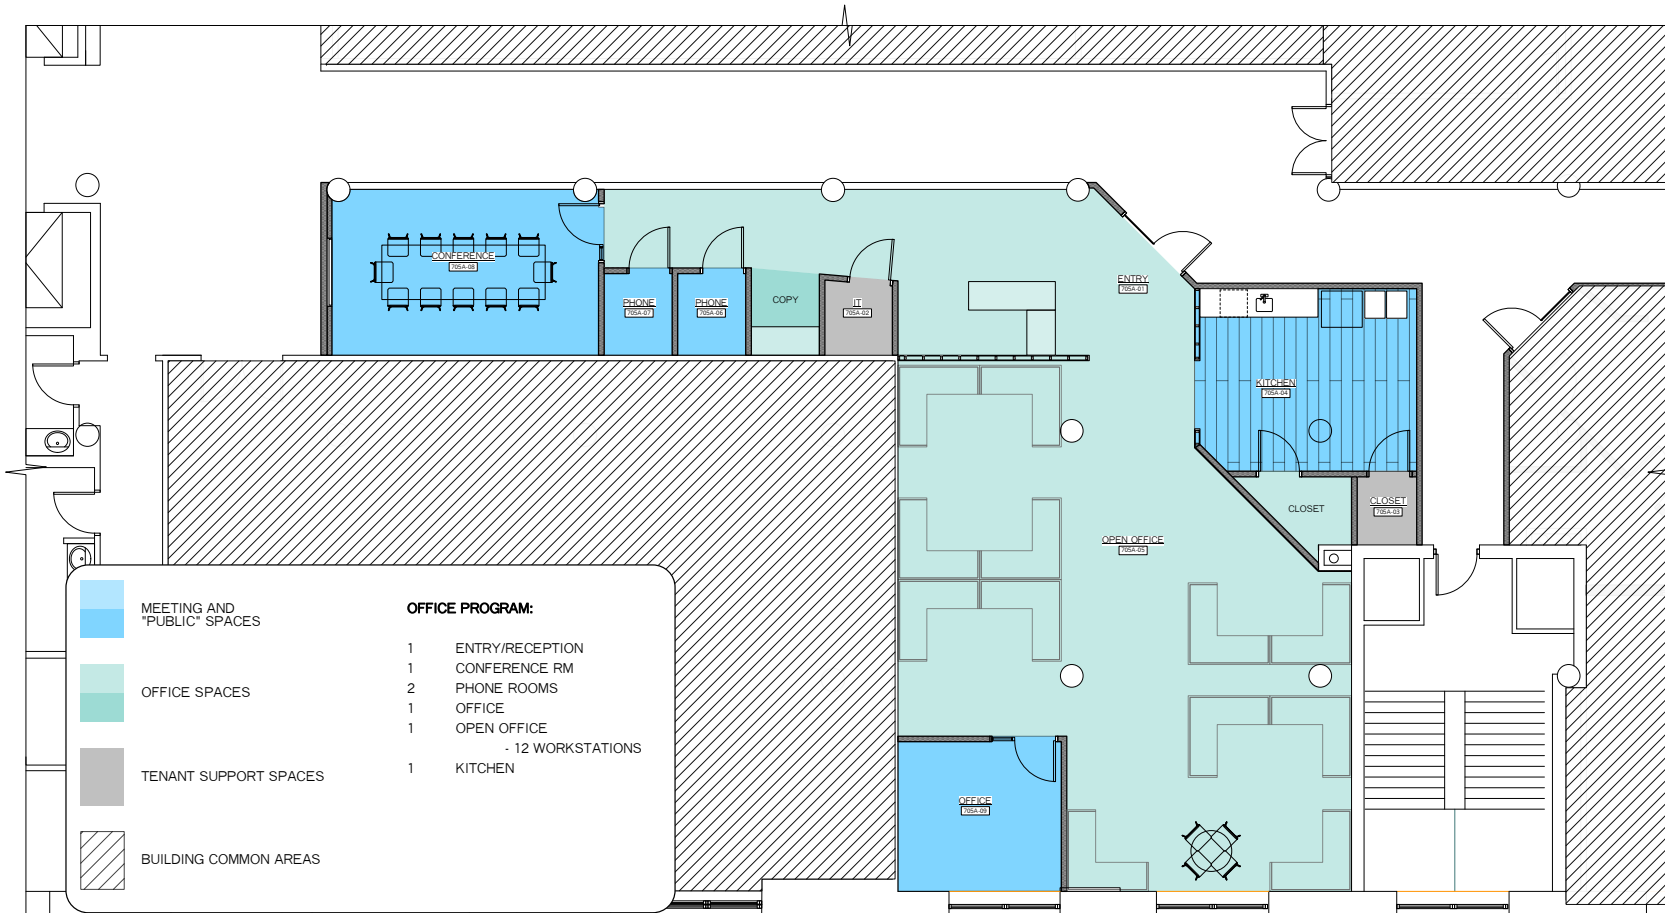 CONFERENCE
705A-08
PHONE
705A-07
PHONE
705A-06
COPY
IT
705A-02
ENTRY
705A-01
KITCHEN
705A-04
CLOSET
CLOSET
705A-03
OPEN OFFICE
705A-05
OFFICE
705A-09
MEETING AND
"PUBLIC" SPACES
OFFICE SPACES
TENANT SUPPORT SPACES
BUILDING COMMON AREAS
OFFICE PROGRAM:
1 ENTRY/RECEPTION
1 CONFERENCE RM
2 PHONE ROOMS
1 OFFICE
1 OPEN OFFICE
- 12 WORKSTATIONS
1 KITCHEN